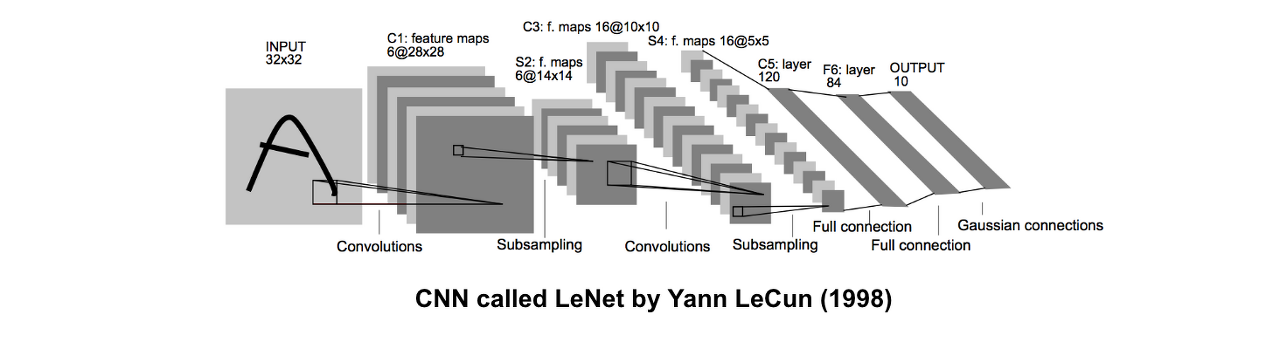 INPUT
32x32
C1: feature maps
6@28x28
S2: f. maps
6@14x14
C3: f. maps 16@10x10
S4: f. maps 16@5x5
C5: layer
120
F6: layer
84
OUTPUT
10
Convolutions
Subsampling
Convolutions
Subsampling
Full connection
Full connection
Gaussian connections
CNN called LeNet by Yann LeCun (1998)